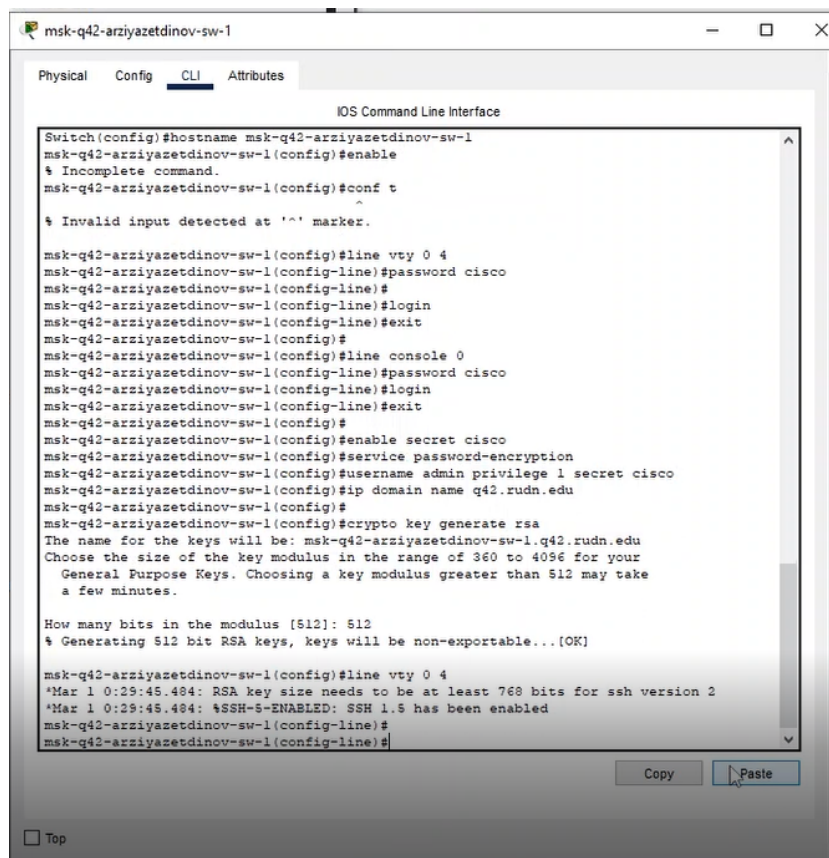 msk-q42-arziyazetdinov-sw-1
Physical Config CLI Attributes
IOS Command Line Interface
Switch(config)#hostname msk-q42-arziyazetdinov-sw-1
msk-q42-arziyazetdinov-sw-1(config)#enable
% Incomplete command.
msk-q42-arziyazetdinov-sw-1(config)#conf t
^
% Invalid input detected at '^' marker.
msk-q42-arziyazetdinov-sw-1(config)#line vty 0 4
msk-q42-arziyazetdinov-sw-1(config-line)#password cisco
msk-q42-arziyazetdinov-sw-1(config-line)#
msk-q42-arziyazetdinov-sw-1(config-line)#login
msk-q42-arziyazetdinov-sw-1(config-line)#exit
msk-q42-arziyazetdinov-sw-1(config)#
msk-q42-arziyazetdinov-sw-1(config)#line console 0
msk-q42-arziyazetdinov-sw-1(config-line)#password cisco
msk-q42-arziyazetdinov-sw-1(config-line)#login
msk-q42-arziyazetdinov-sw-1(config-line)#exit
msk-q42-arziyazetdinov-sw-1(config)#
msk-q42-arziyazetdinov-sw-1(config)#enable secret cisco
msk-q42-arziyazetdinov-sw-1(config)#service password-encryption
msk-q42-arziyazetdinov-sw-1(config)#username admin privilege 1 secret cisco
msk-q42-arziyazetdinov-sw-1(config)#ip domain name q42.rudn.edu
msk-q42-arziyazetdinov-sw-1(config)#
msk-q42-arziyazetdinov-sw-1(config)#crypto key generate rsa
The name for the keys will be: msk-q42-arziyazetdinov-sw-1.q42.rudn.edu
Choose the size of the key modulus in the range of 360 to 4096 for your
General Purpose Keys. Choosing a key modulus greater than 512 may take
a few minutes.
How many bits in the modulus [512]: 512
% Generating 512 bit RSA keys, keys will be non-exportable...[OK]
msk-q42-arziyazetdinov-sw-1(config)#line vty 0 4
*Mar 1 0:29:45.484: RSA key size needs to be at least 768 bits for ssh version 2
*Mar 1 0:29:45.484: %SSH-5-ENABLED: SSH 1.5 has been enabled
msk-q42-arziyazetdinov-sw-1(config-line)#
msk-q42-arziyazetdinov-sw-1(config-line)#
Copy Paste
Top